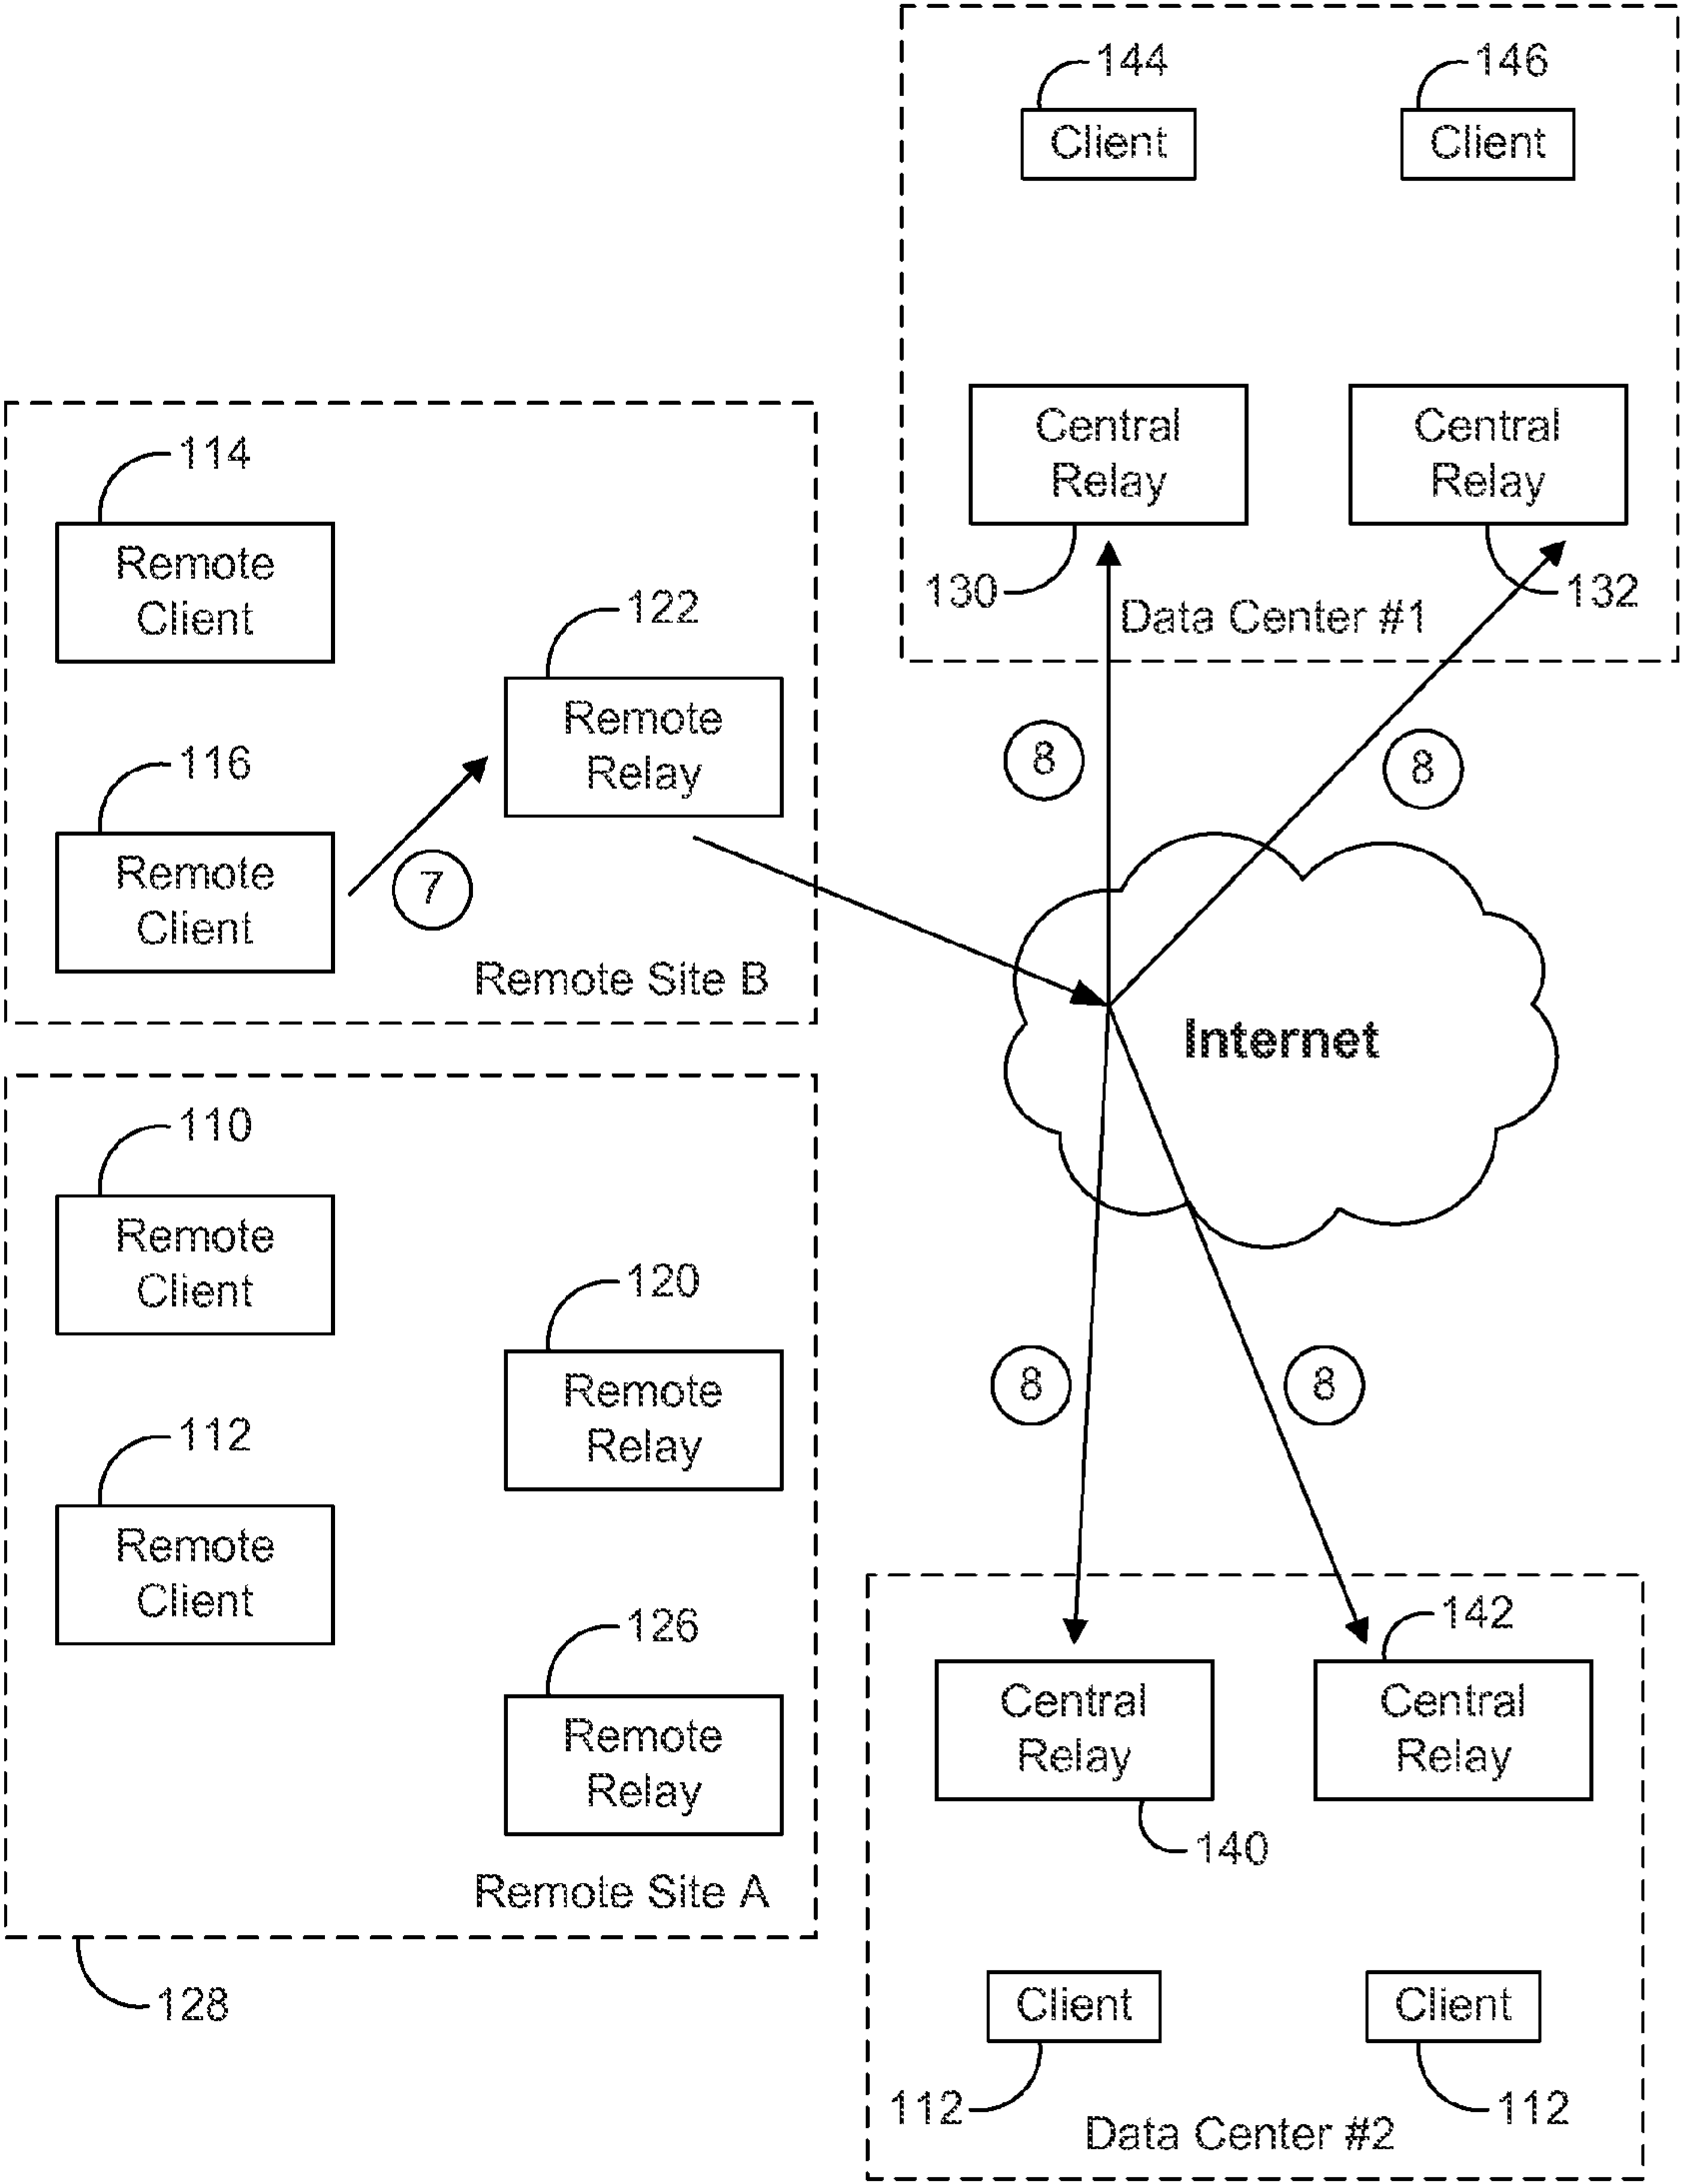 144
146
Client
Client
Central
Relay
Central
Relay
130
132
Data Center #1
114
Remote
Client
122
Remote
Relay
116
Remote
Client
7
Remote Site B
8
8
Internet
110
Remote
Client
120
Remote
Relay
112
Remote
Client
126
Remote
Relay
Remote Site A
128
8
8
142
Central
Relay
Central
Relay
140
Client
Client
112
112
Data Center #2